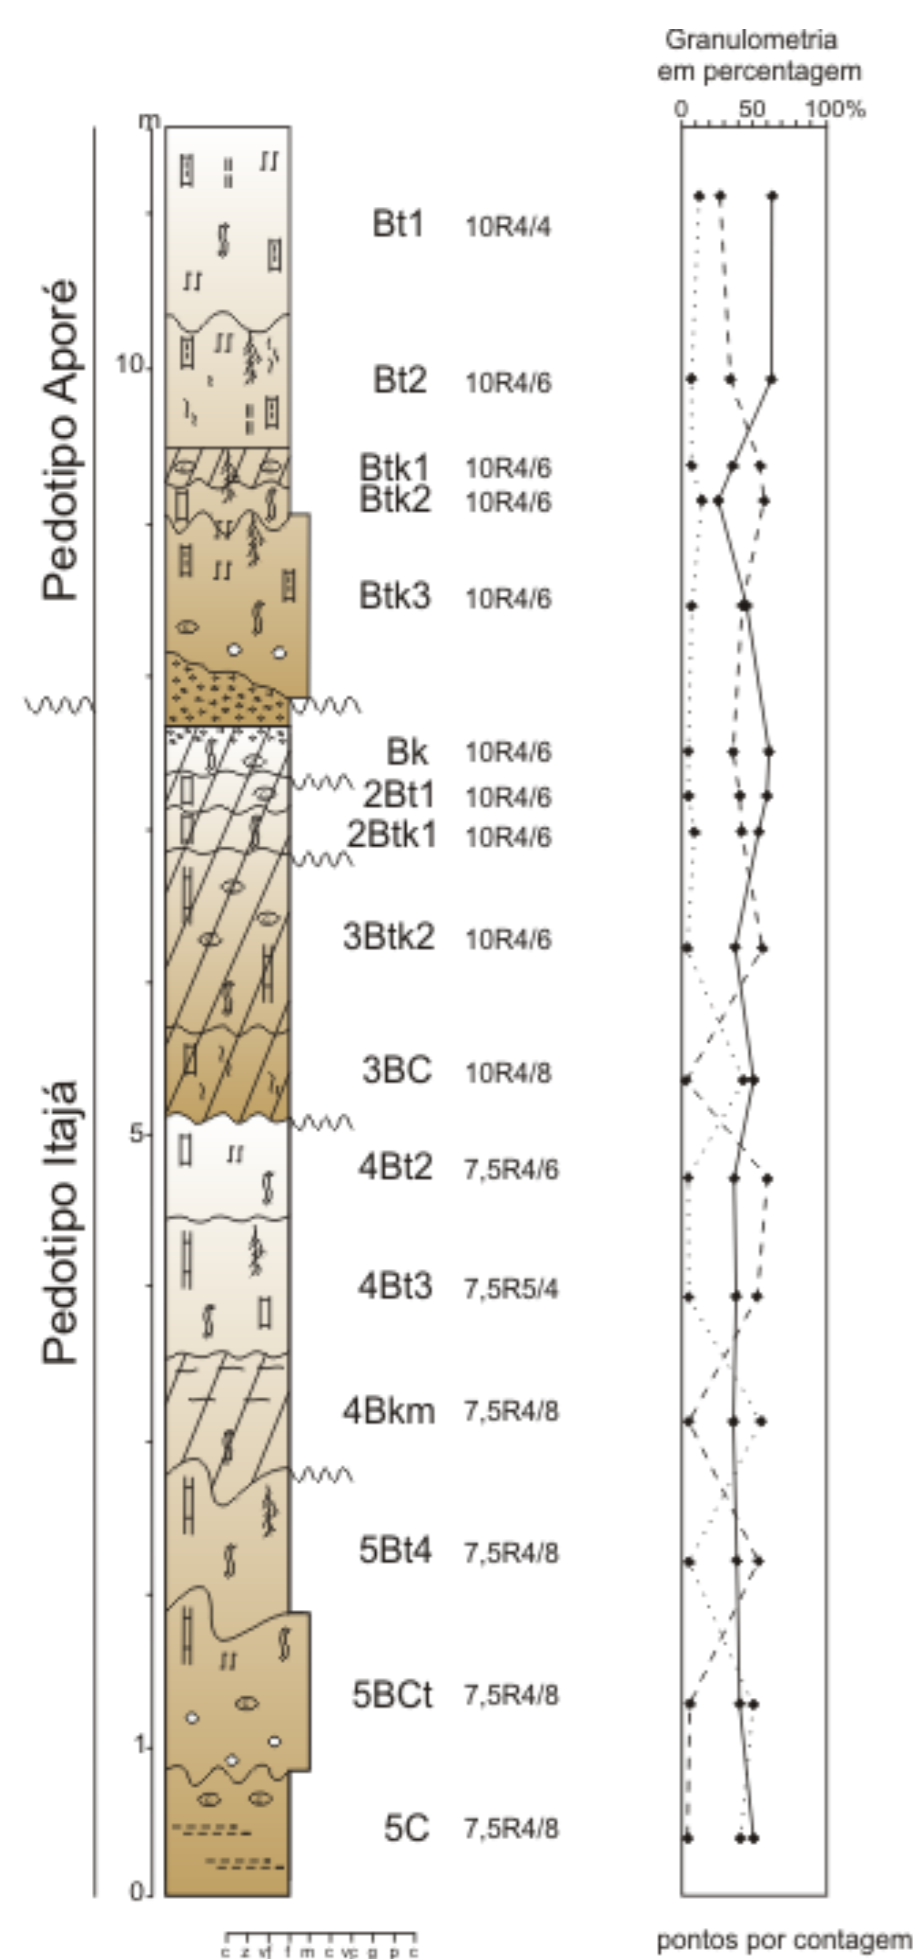 Granulometria
em percentagem
0 50 100%
m
Bt1 10R4/4
Pedotipo Aporé
10
Bt2 10R4/6
Btk1 10R4/6
Btk2 10R4/6
Btk3 10R4/6
Bk 10R4/6
2Bt1 10R4/6
2Btk1 10R4/6
3Btk2 10R4/6
3BC 10R4/8
Pedotipo Itajá
5
4Bt2 7,5R4/6
4Bt3 7,5R5/4
4Bkm 7,5R4/8
5Bt4 7,5R4/8
5BCt 7,5R4/8
1
5C 7,5R4/8
0
c z vf f m c vc g p c
pontos por contagem